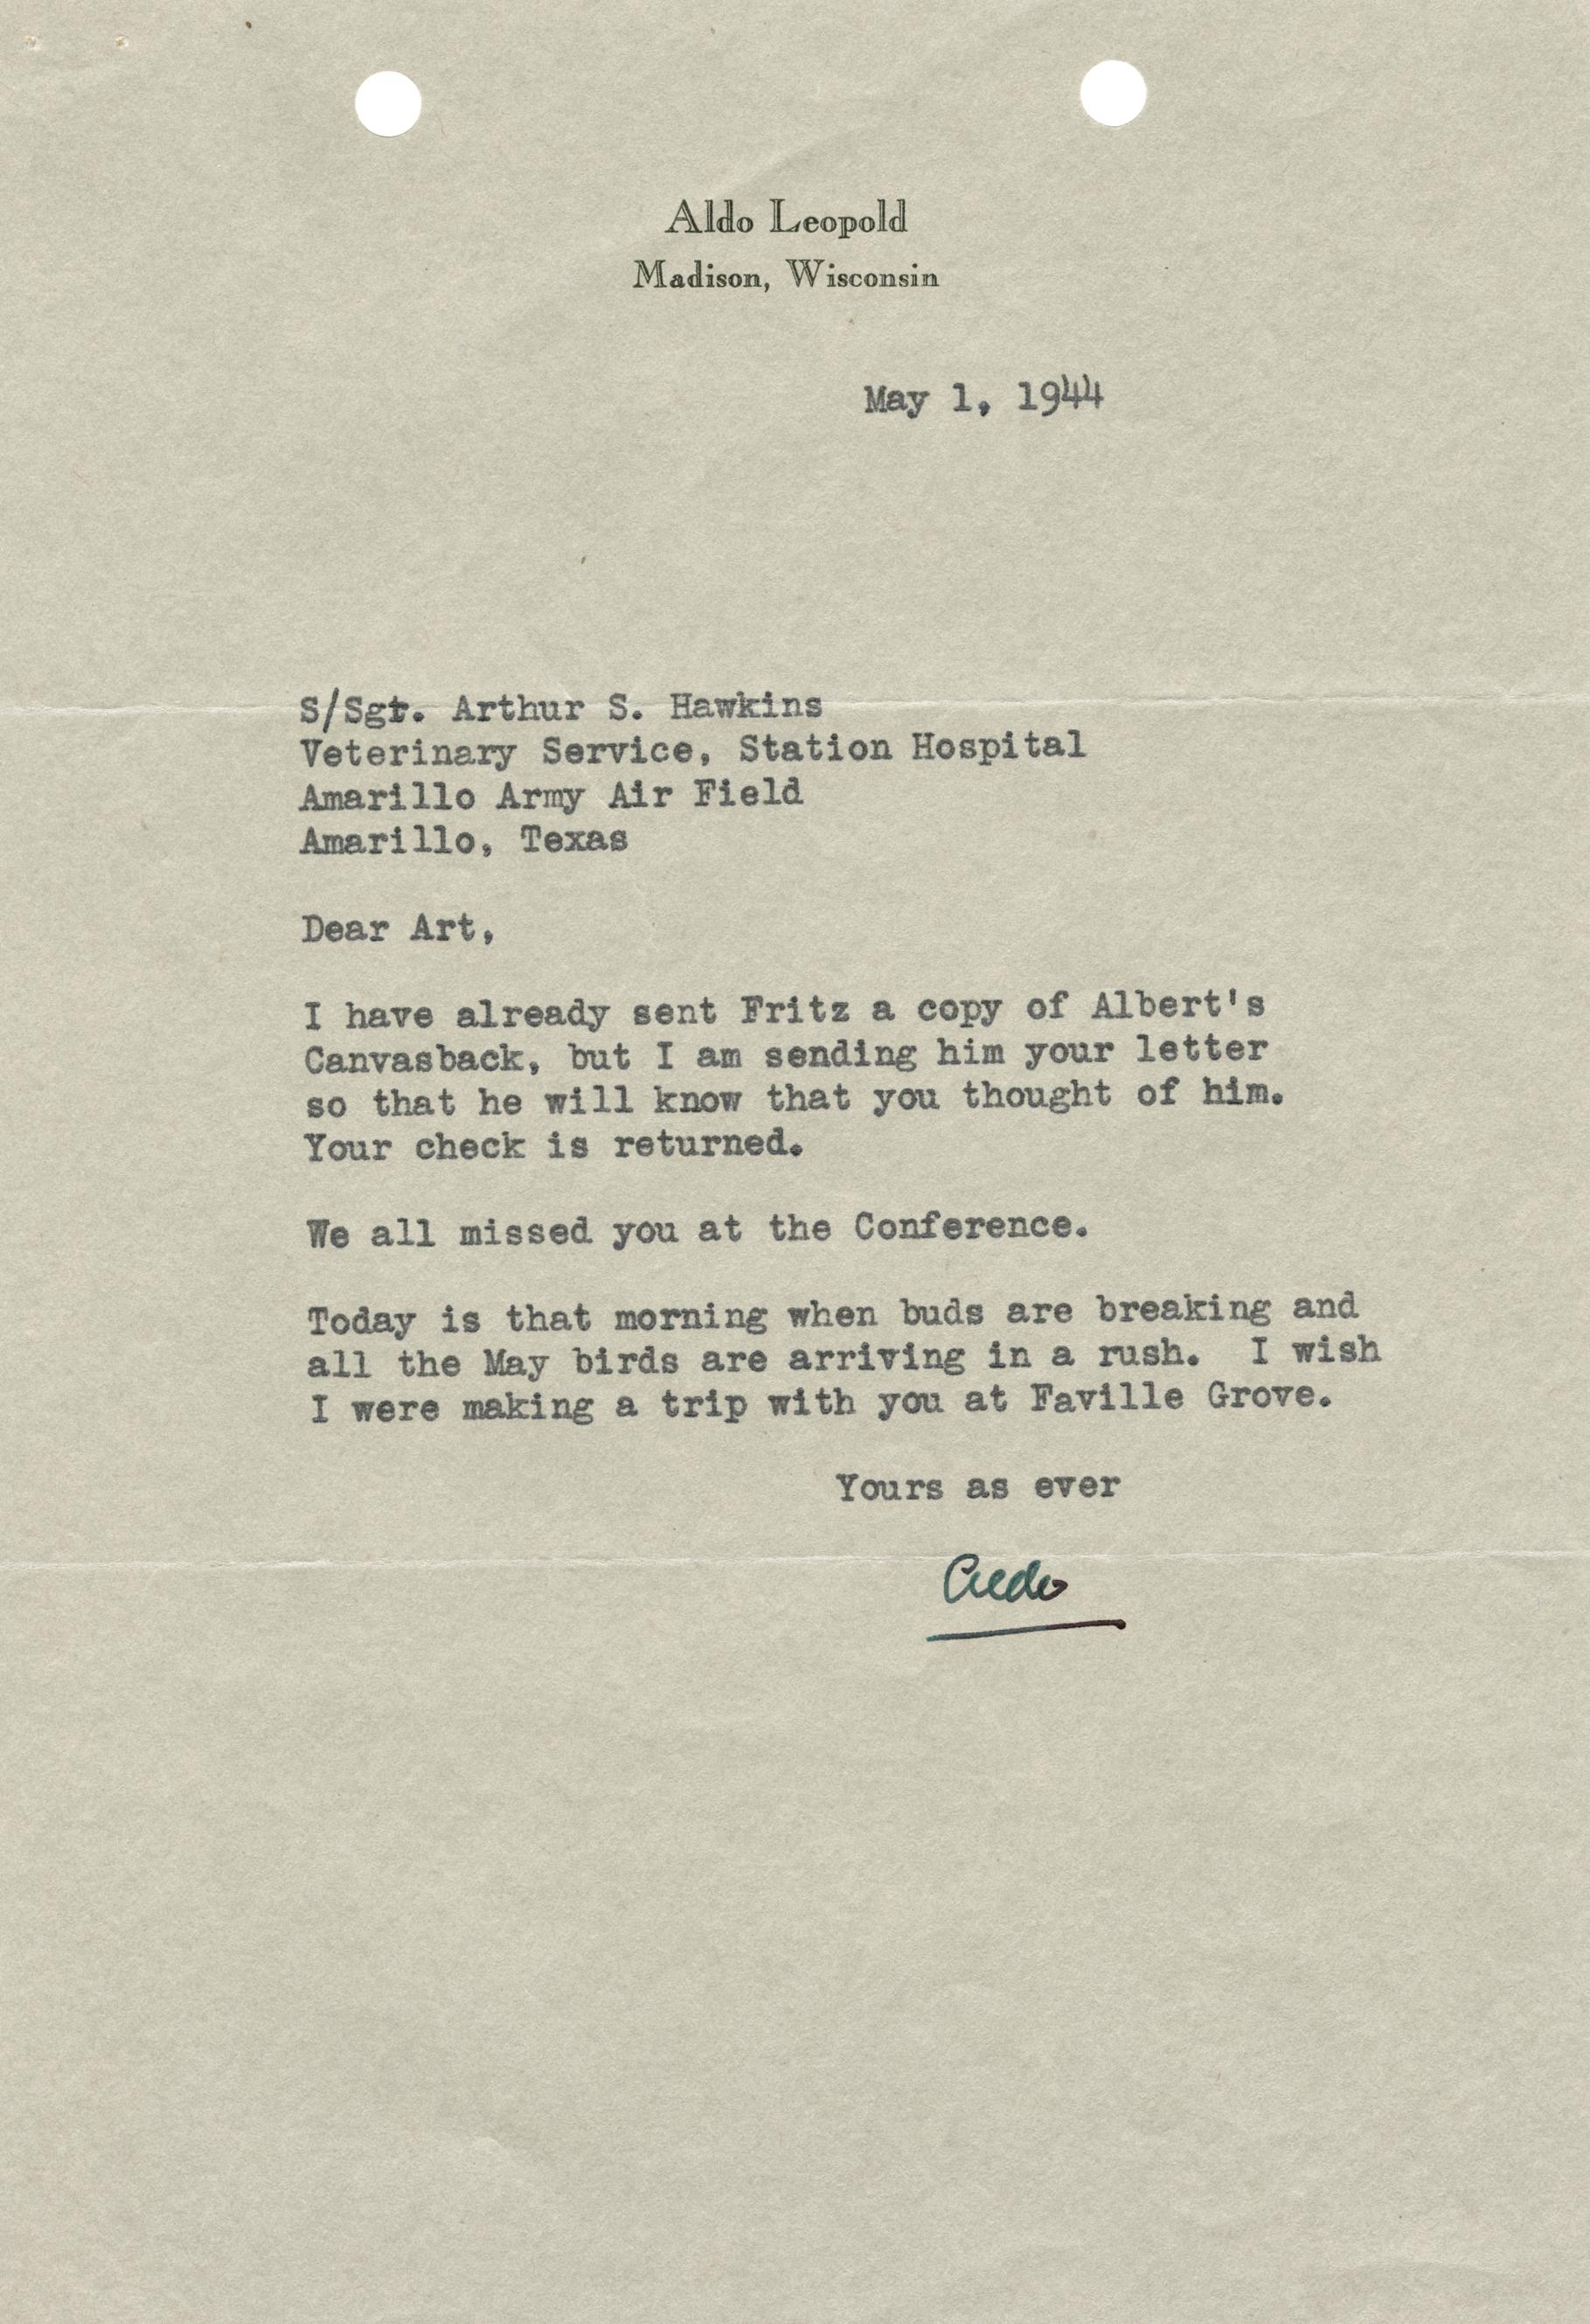 Aldo Leopold
Madison, Wisconsin
May 1, 1944
S/Sgt. Arthur S. Hawkins
Veterinary Service, Station Hospital
Amarillo Army Air Field
Amarillo, Texas
Dear Art,
I have already sent Fritz a copy of Albert's
Canvasback, but I am sending him your letter
so that he will know that you thought of him.
Your check is returned.
We all missed you at the Conference.
Today is that morning when buds are breaking and
all the May birds are arriving in a rush.  I wish
I were making a trip with you at Faville Grove.
Yours as ever
Aldo